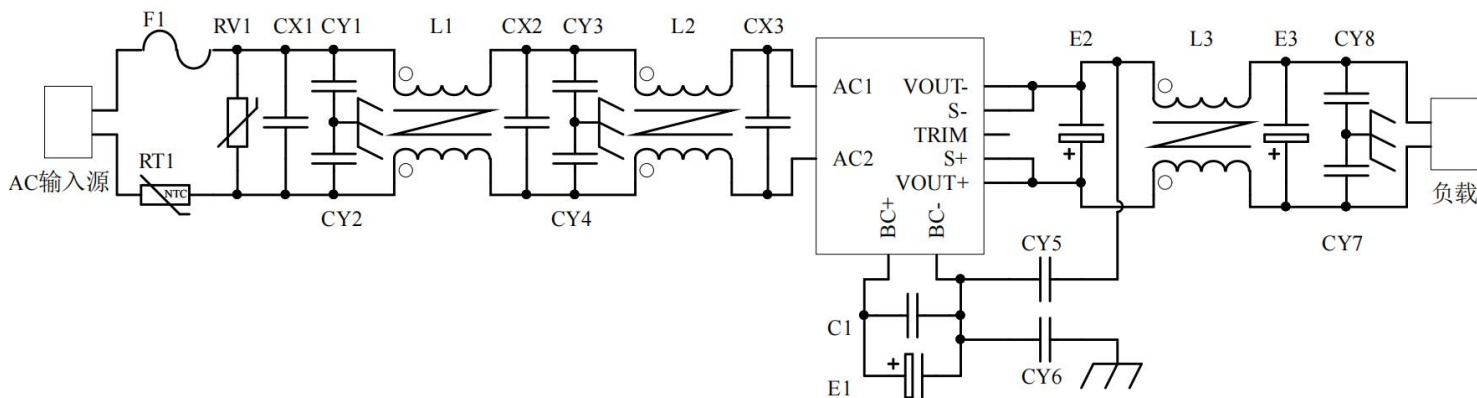 F1
RV1
CX1
CY1
L1
CX2
CY3
L2
CX3
E2
L3
E3
CY8
AC1
VOUT-
S-
TRIM
AC2
S+
VOUT+
BC+
BC-
RT1
NTC
AC输入源
负载
CY2
CY4
CY5
CY7
C1
CY6
E1